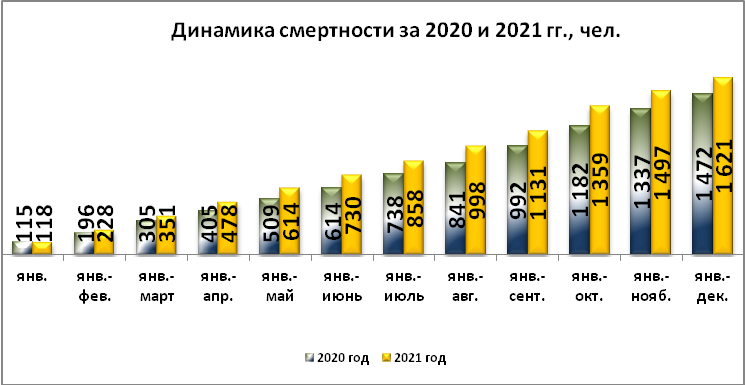 Динамика смертности за 2020 и 2021 гг., чел.
115 118 196 228 305 351 405 478 509 614 614 730 738 858 841 998 992 1 131 1 182 1 359 1 337 1 497 1 472 1 621
янв. янв.- янв.- янв.- янв.- янв.- янв.- янв.- янв.- янв.- янв.- янв.-
фев. март апр. май июнь июль авг. сент. окт. нояб. дек.
2020 год 2021 год